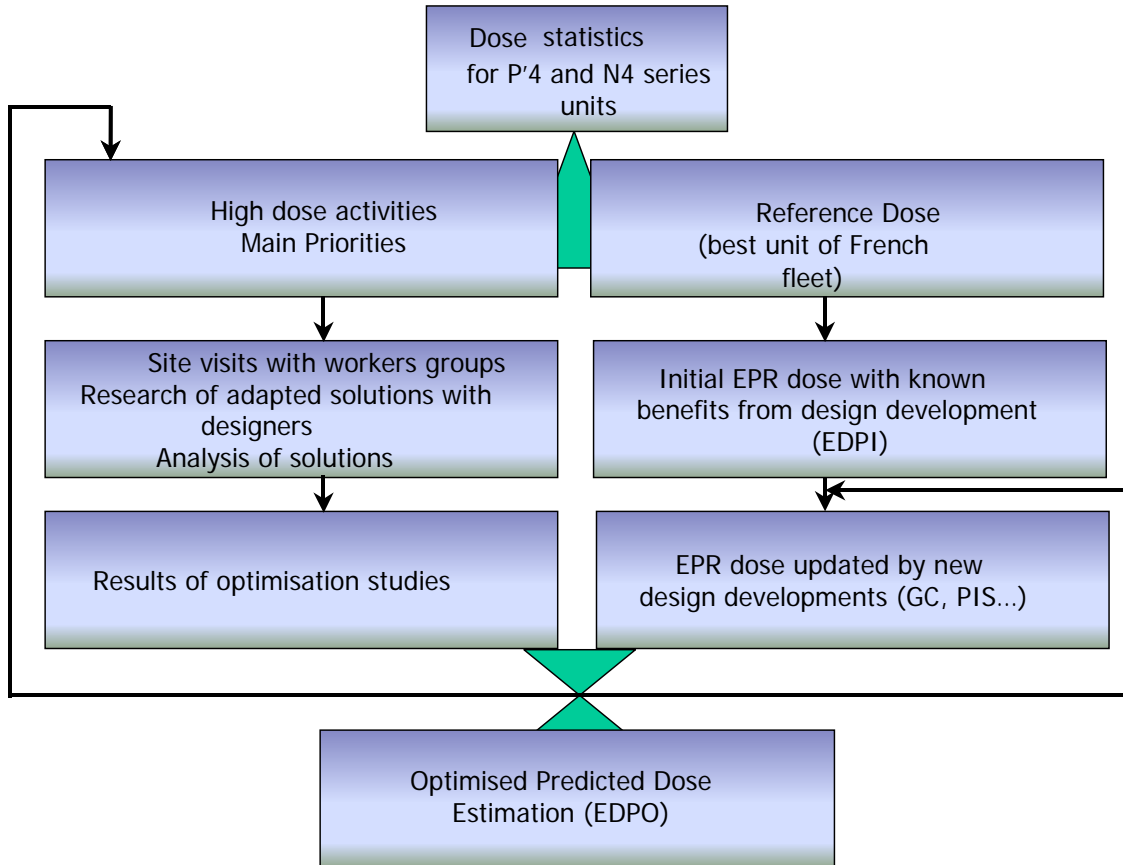 Dose statistics
for P'4 and N4 series
units
High dose activities
Main Priorities
Reference Dose
(best unit of French
fleet)
Site visits with workers groups
Research of adapted solutions with
designers
Analysis of solutions
Initial EPR dose with known
benefits from design development
(EDPI)
Results of optimisation studies
EPR dose updated by new
design developments (GC, PIS...)
Optimised Predicted Dose
Estimation (EDPO)